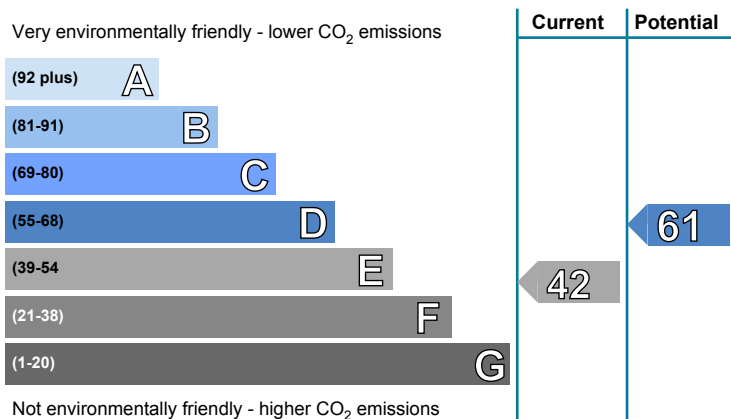 Very environmentally friendly - lower CO2 emissions
Current
Potential
(92 plus) A
(81-91) B
(69-80) C
(55-68) D
61
(39-54 E
42
(21-38) F
(1-20) G
Not environmentally friendly - higher CO2 emissions